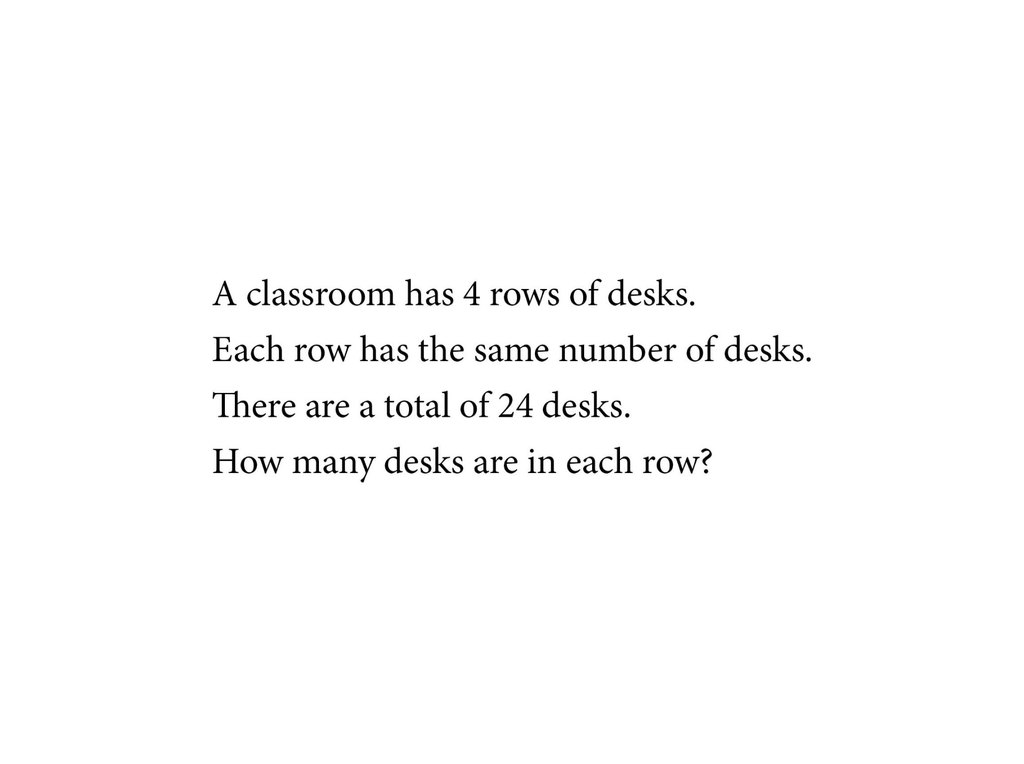 A classroom has 4 rows of desks.
Each row has the same number of desks.
There are a total of 24 desks.
How many desks are in each row?